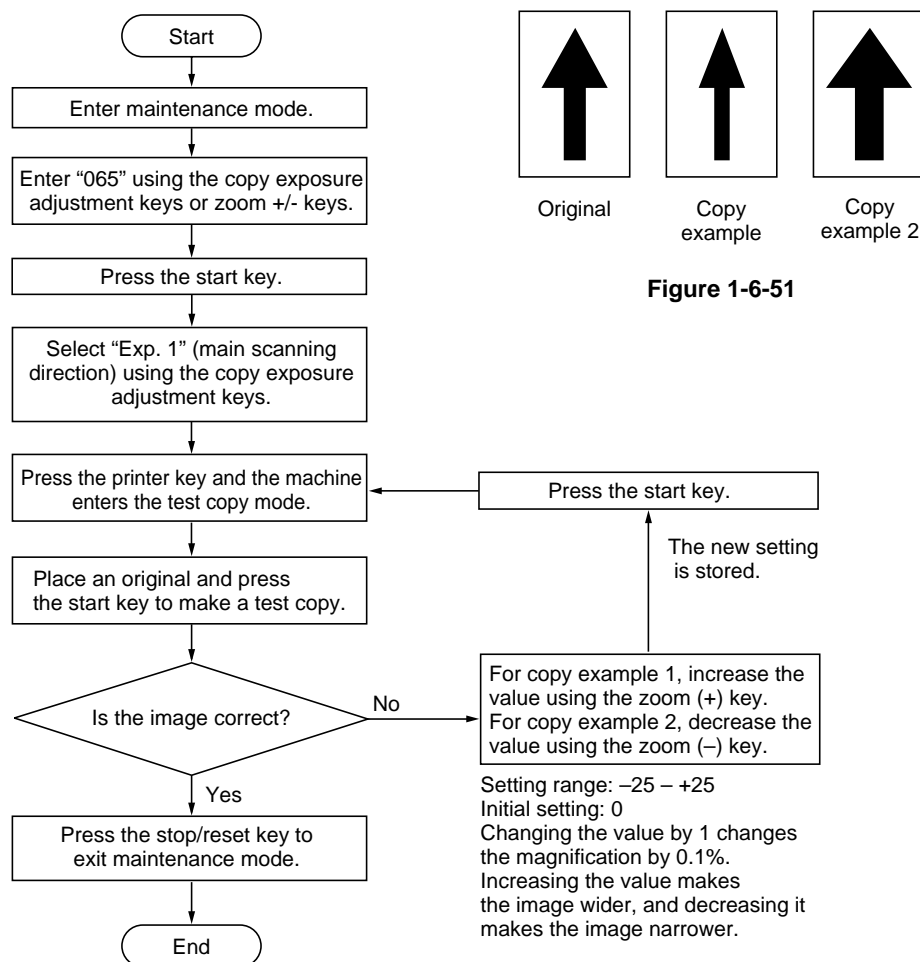 Start
Enter maintenance mode.
Enter “065” using the copy exposure
adjustment keys or zoom +/- keys.
Press the start key.
Select “Exp. 1” (main scanning
direction) using the copy exposure
adjustment keys.
Press the printer key and the machine
enters the test copy mode.
Place an original and press
the start key to make a test copy.
Is the image correct?
No
Yes
Press the stop/reset key to
exit maintenance mode.
End
Original
Copy
example
Copy
example 2
Figure 1-6-51
Press the start key.
The new setting
is stored.
For copy example 1, increase the
value using the zoom (+) key.
For copy example 2, decrease the
value using the zoom (–) key.
Setting range: –25 – +25
Initial setting: 0
Changing the value by 1 changes
the magnification by 0.1%.
Increasing the value makes
the image wider, and decreasing it
makes the image narrower.